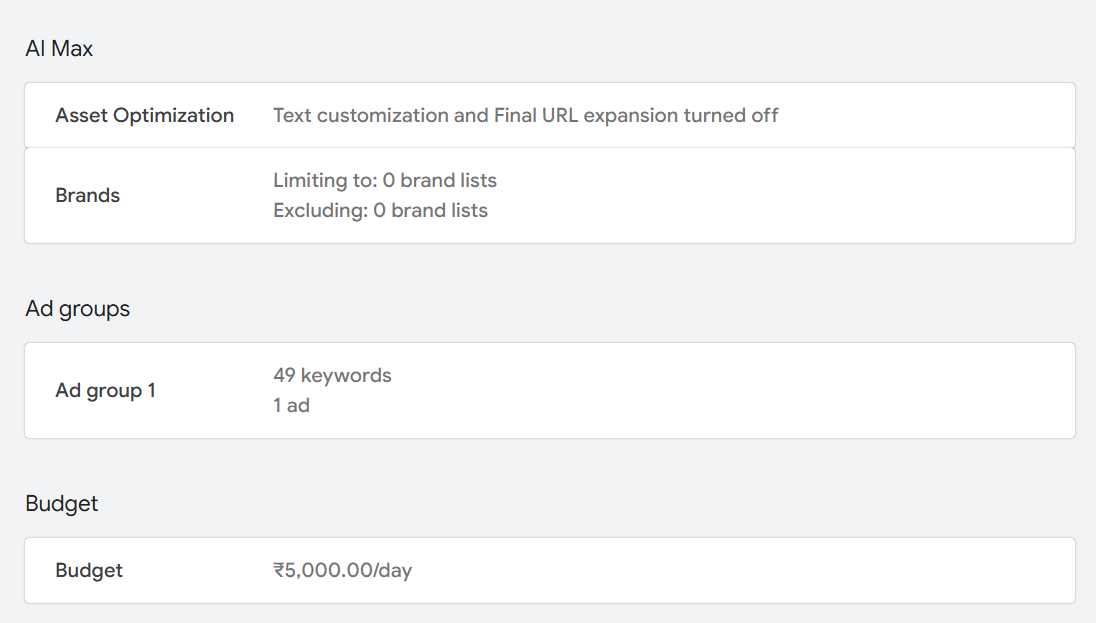 AI Max
Asset Optimization
Text customization and Final URL expansion turned off
Brands
Limiting to: 0 brand lists
Excluding: 0 brand lists
Ad groups
Ad group 1
49 keywords
1 ad
Budget
Budget
₹5,000.00/day